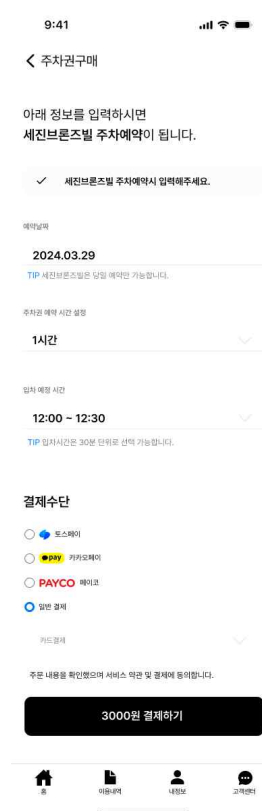 9:41
주차권구매
아래 정보를 입력하시면
세진브론즈빌 주차예약이 됩니다.
세진브론즈빌 주차예약시 입력해주세요.
예약날짜
2024.03.29
TIP 세진브론즈빌은 당일 예약만 가능합니다.
주차권 예약 시간 설정
1시간
입차 예정 시간
12:00 ~ 12:30
TIP 입차시간은 30분 단위로 선택 가능합니다.
결제수단
토스페이
pay 카카오페이
PAYCO 페이코
일반 결제
카드결제
주문 내용을 확인했으며 서비스 약관 및 결제에 동의합니다.
3000원 결제하기
홈 이용내역 내정보 고객센터